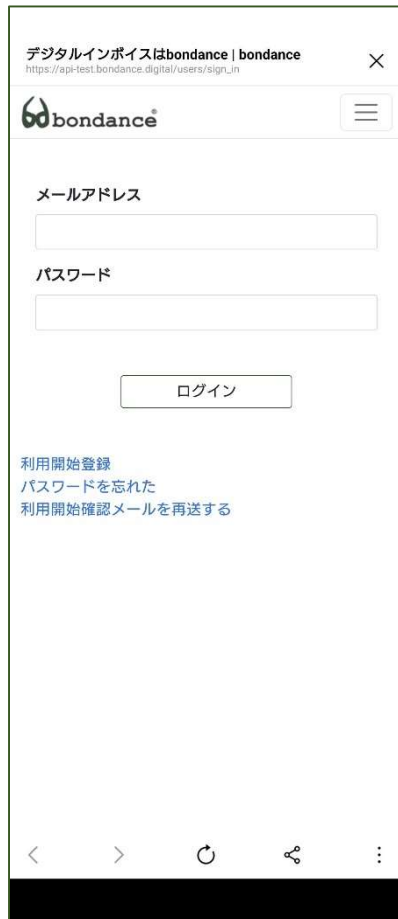 デジタルインボイスはbondance | bondance
https://api-test.bondance.digital/users/sign_in
bondance
メールアドレス
パスワード
ログイン
利用開始登録
パスワードを忘れた
利用開始確認メールを再送する